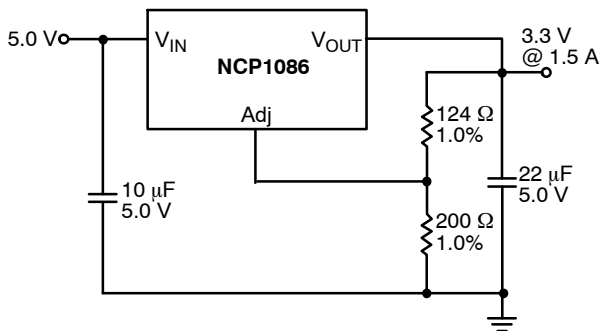 5.0 V
V_IN
V_OUT
NCP1086
Adj
3.3 V
@ 1.5 A
124 Ω
1.0%
10 μF
5.0 V
200 Ω
1.0%
22 μF
5.0 V